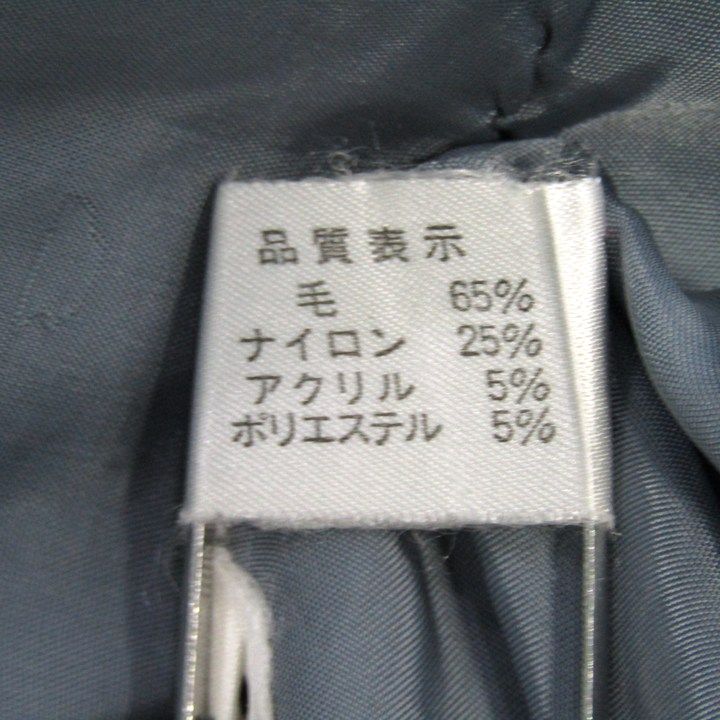 品質表示
毛 65%
ナイロン 25%
アクリル 5%
ポリエステル 5%